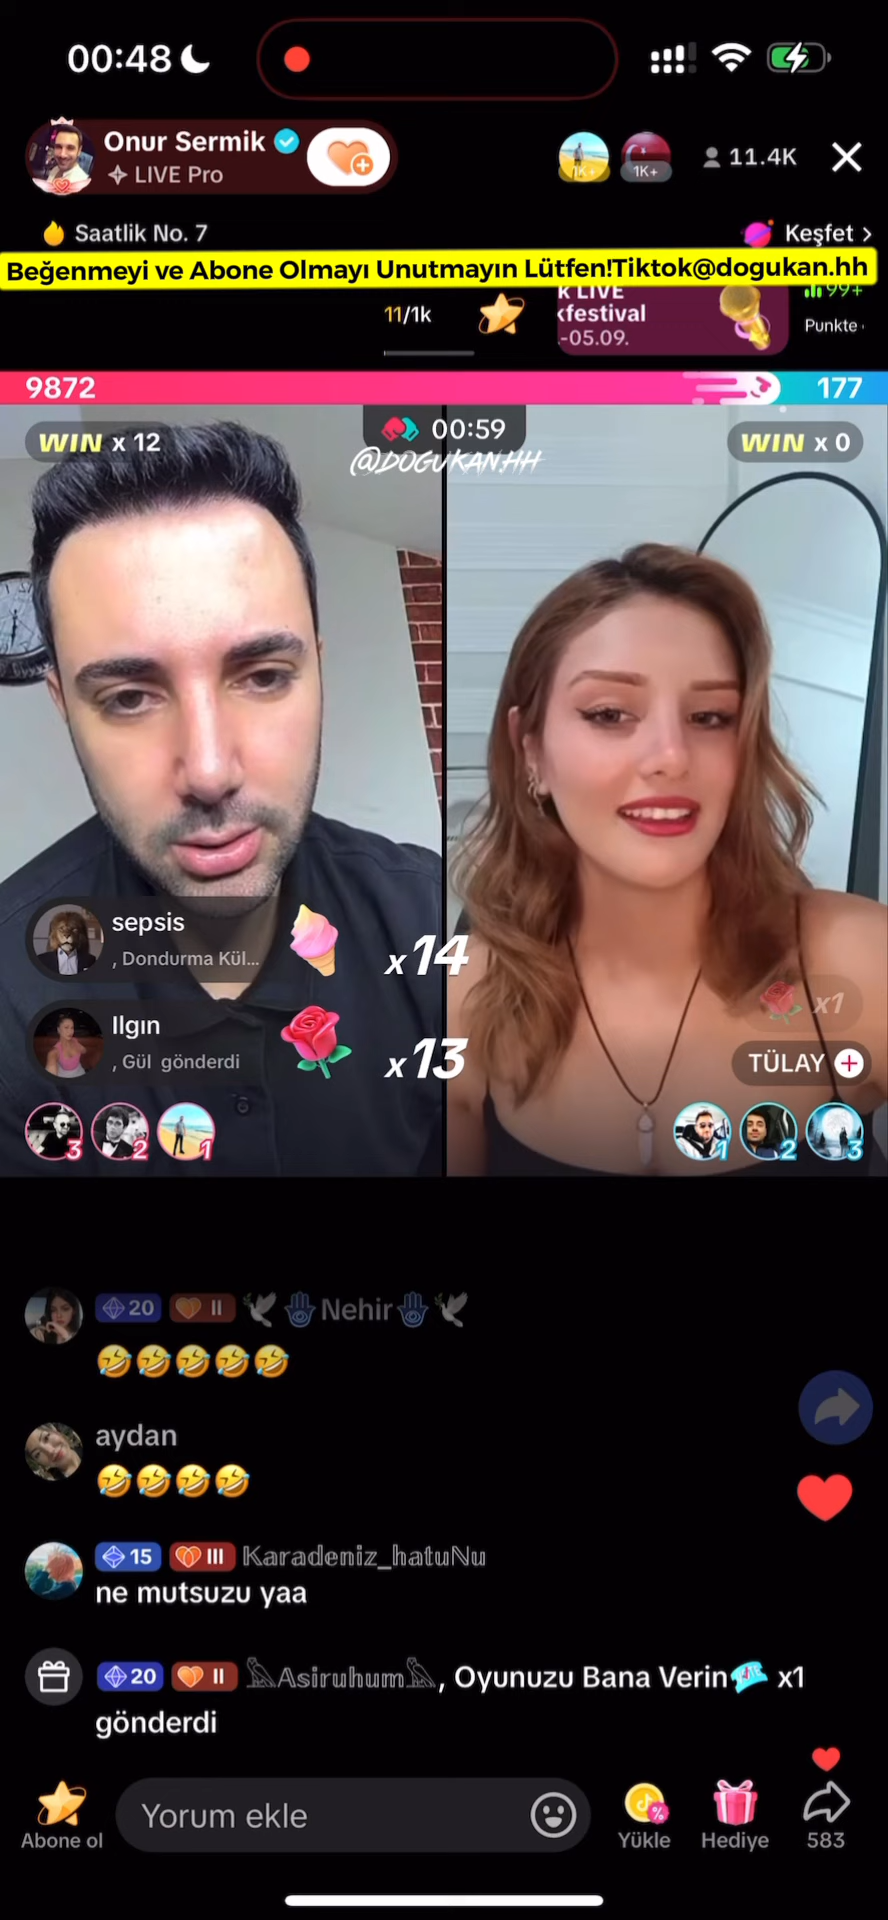 00:48
Onur Sermik
LIVE Pro
1K+
1K+
11.4K
Saatlik No. 7
Keşfet >
Beğenmeyi ve Abone Olmayı Unutmayın Lütfen!Tiktok@dogukan.hh
11/1k
K LIVE
kfestival
.-05.09.
99+
Punkte
9872
177
WIN x 12
00:59
WIN x 0
@DOGUKAN.HH
sepsis
, Dondurma Kül...
x14
Ilgın
, Gül gönderdi
x13
x1
TÜLAY +
3 2 1
1 2 3
20 II 🕊🪬Nehir🪬🕊
🤣🤣🤣🤣🤣
aydan
🤣🤣🤣🤣
15 III 𝕂𝕒𝕣𝕒𝕕𝕖𝕟𝕚𝕫_𝕙𝕒𝕥𝕦ℕ𝕦
ne mutsuzu yaa
20 II 𓅓𝔸𝕤𝕚𝕣𝕦𝕙𝕦𝕞𓅓, Oyunuzu Bana Verin x1
gönderdi
Abone ol
Yorum ekle
Yükle
Hediye
583